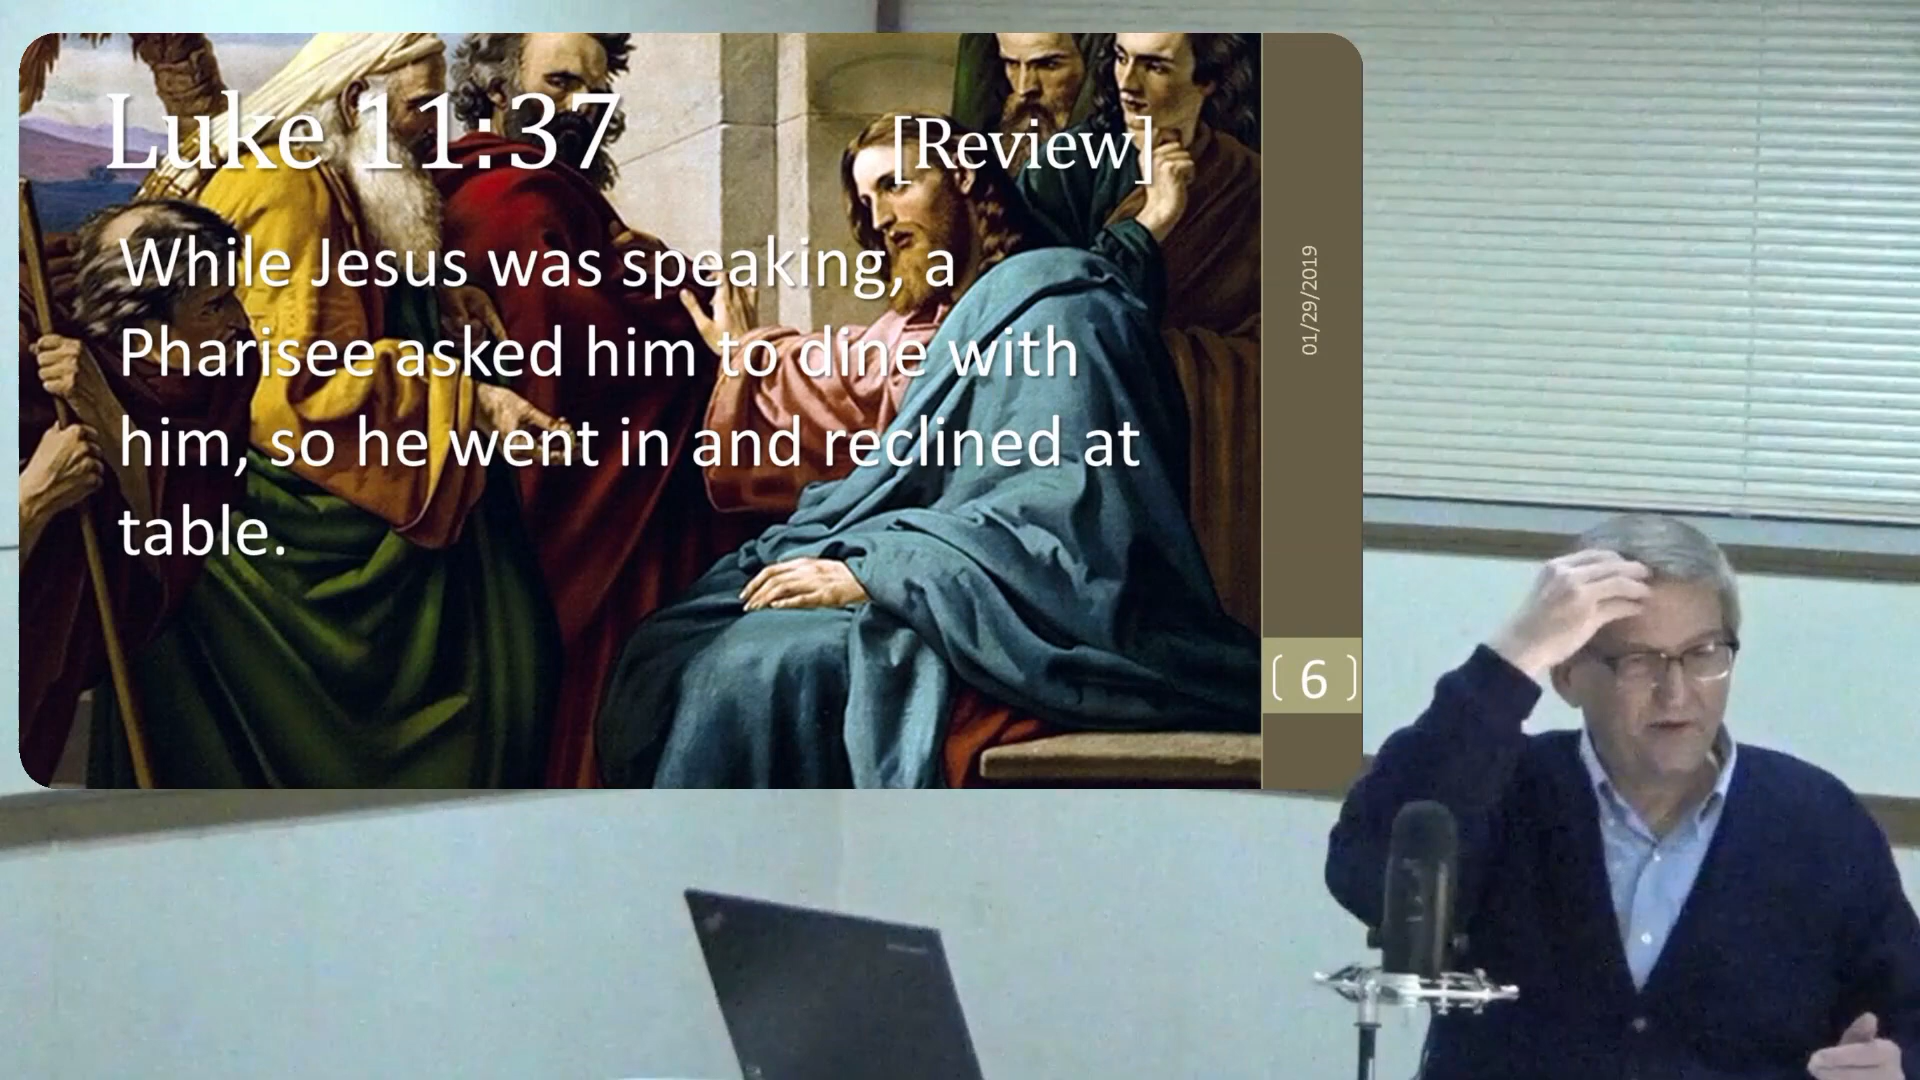 Luke 11:37
[Review]
While Jesus was speaking, a
Pharisee asked him to dine with
him, so he went in and reclined at
table.
01/29/2019
6